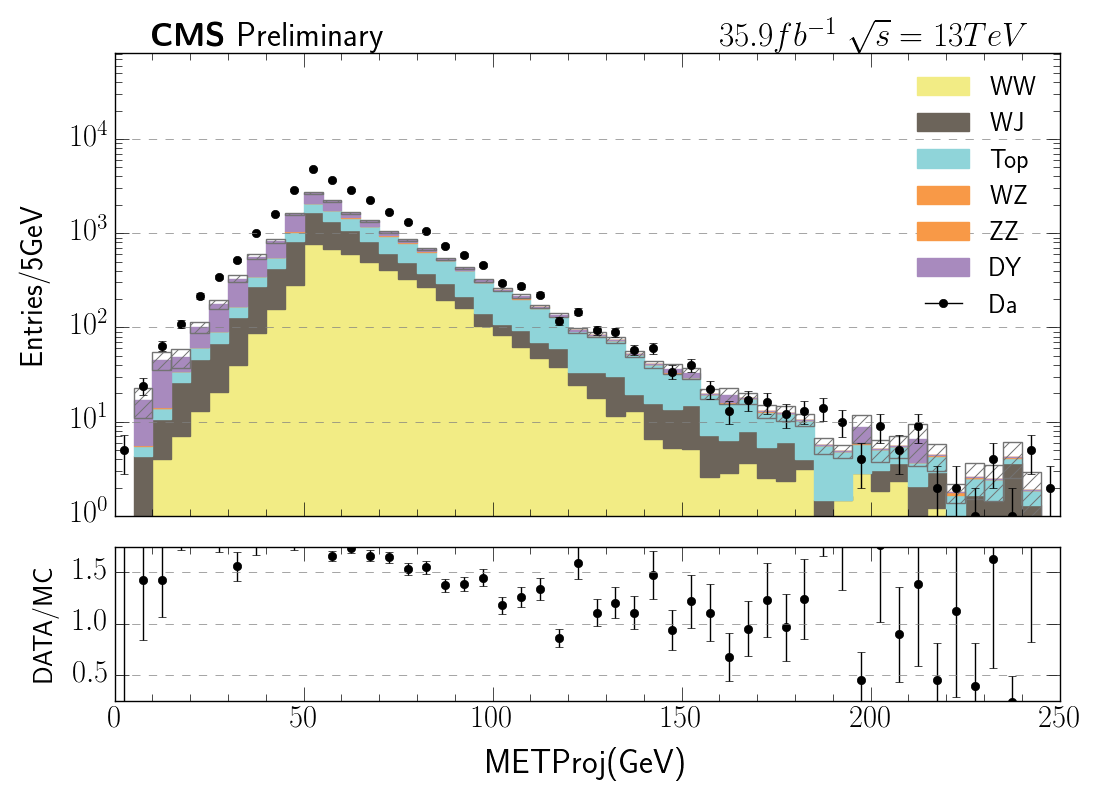 CMS Preliminary 35.9fb⁻¹ √s = 13TeV
Entries/5GeV
10⁴
10³
10²
10¹
10⁰
WW
WJ
Top
WZ
ZZ
DY
Da
DATA/MC
1.5
1.0
0.5
0 50 100 150 200 250
METProj(GeV)